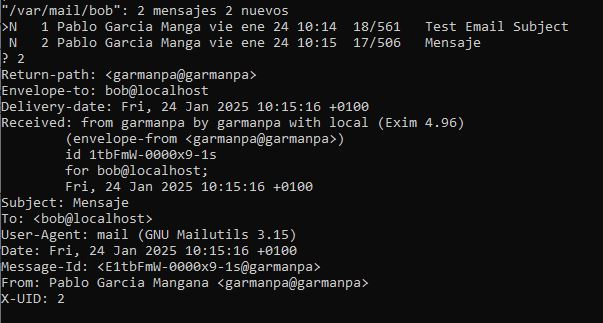 "/var/mail/bob": 2 mensajes 2 nuevos
>N   1 Pablo Garcia Manga vie ene 24 10:14  18/561   Test Email Subject
 N   2 Pablo Garcia Manga vie ene 24 10:15  17/506   Mensaje
? 2
Return-path: <garmanpa@garmanpa>
Envelope-to: bob@localhost
Delivery-date: Fri, 24 Jan 2025 10:15:16 +0100
Received: from garmanpa by garmanpa with local (Exim 4.96)
        (envelope-from <garmanpa@garmanpa>)
        id 1tbFmW-0000x9-1s
        for bob@localhost;
        Fri, 24 Jan 2025 10:15:16 +0100
Subject: Mensaje
To: <bob@localhost>
User-Agent: mail (GNU Mailutils 3.15)
Date: Fri, 24 Jan 2025 10:15:16 +0100
Message-Id: <E1tbFmW-0000x9-1s@garmanpa>
From: Pablo Garcia Mangana <garmanpa@garmanpa>
X-UID: 2